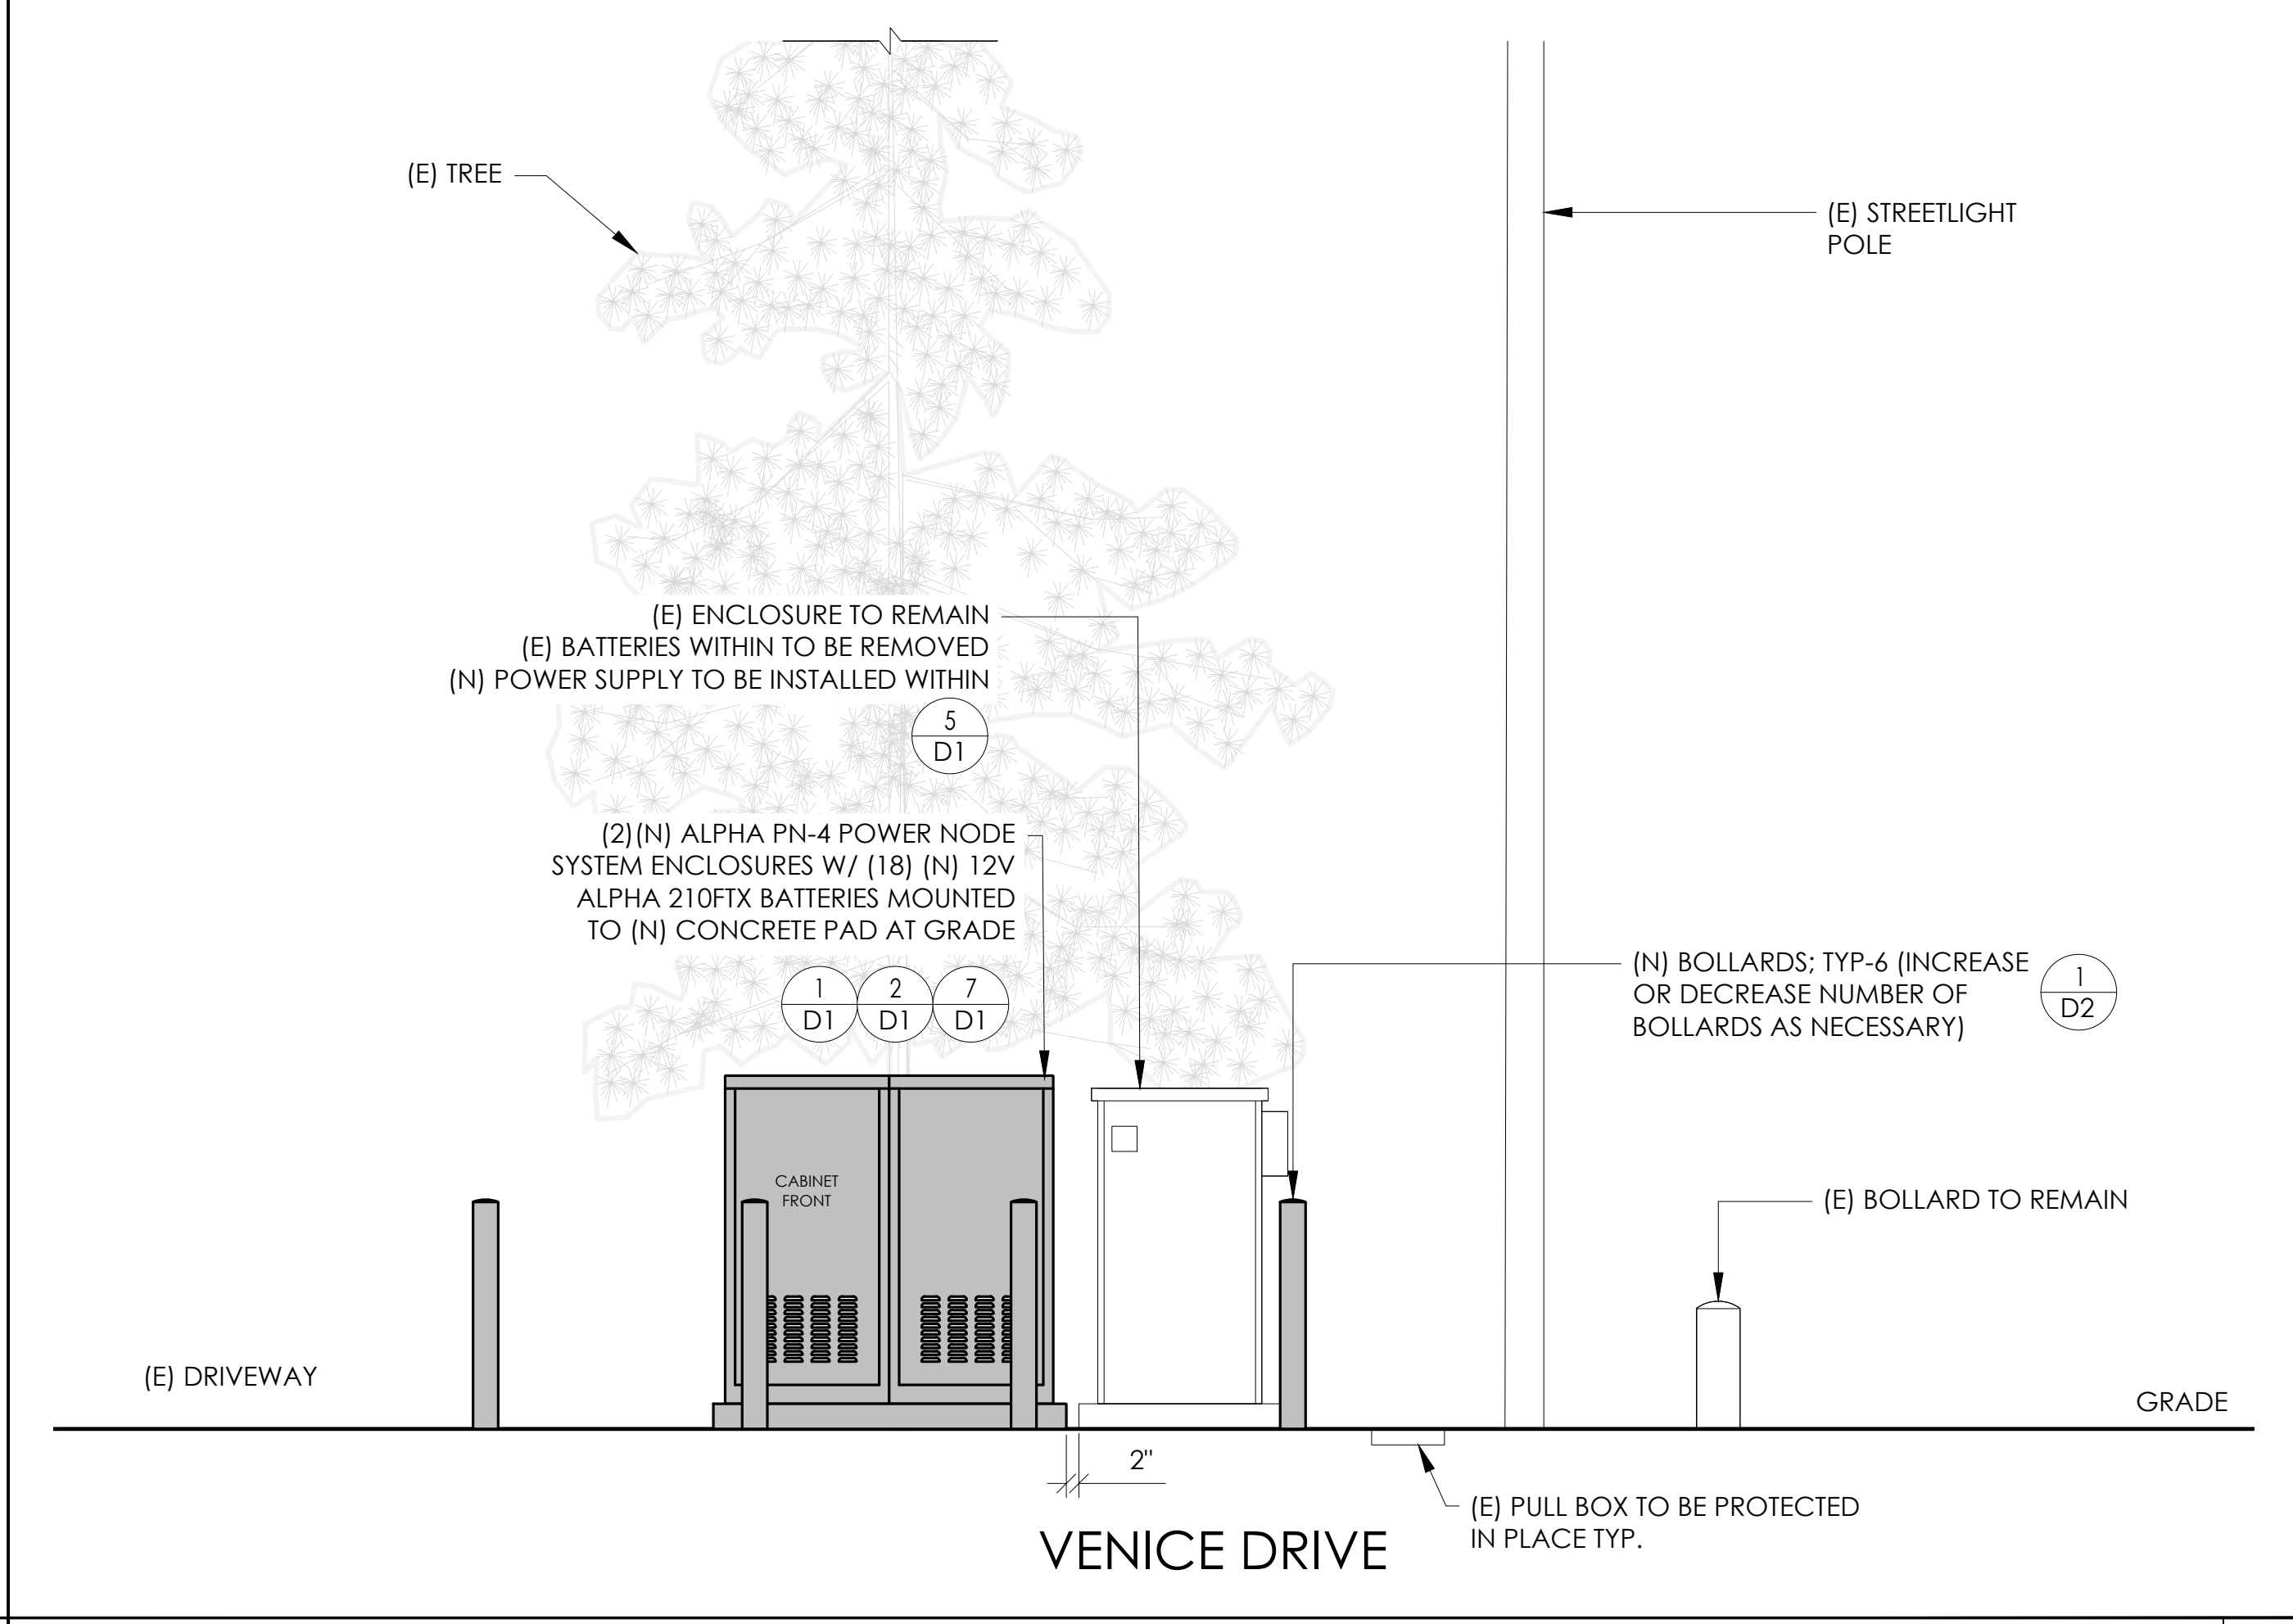 (E) TREE
(E) STREETLIGHT
POLE
(E) ENCLOSURE TO REMAIN
(E) BATTERIES WITHIN TO BE REMOVED
(N) POWER SUPPLY TO BE INSTALLED WITHIN
5
D1
(2)(N) ALPHA PN-4 POWER NODE
SYSTEM ENCLOSURES W/ (18) (N) 12V
ALPHA 210FTX BATTERIES MOUNTED
TO (N) CONCRETE PAD AT GRADE
1
D1
2
D1
7
D1
(N) BOLLARDS; TYP-6 (INCREASE
OR DECREASE NUMBER OF
BOLLARDS AS NECESSARY)
1
D2
CABINET
FRONT
(E) BOLLARD TO REMAIN
(E) DRIVEWAY
GRADE
2"
(E) PULL BOX TO BE PROTECTED
IN PLACE TYP.
VENICE DRIVE